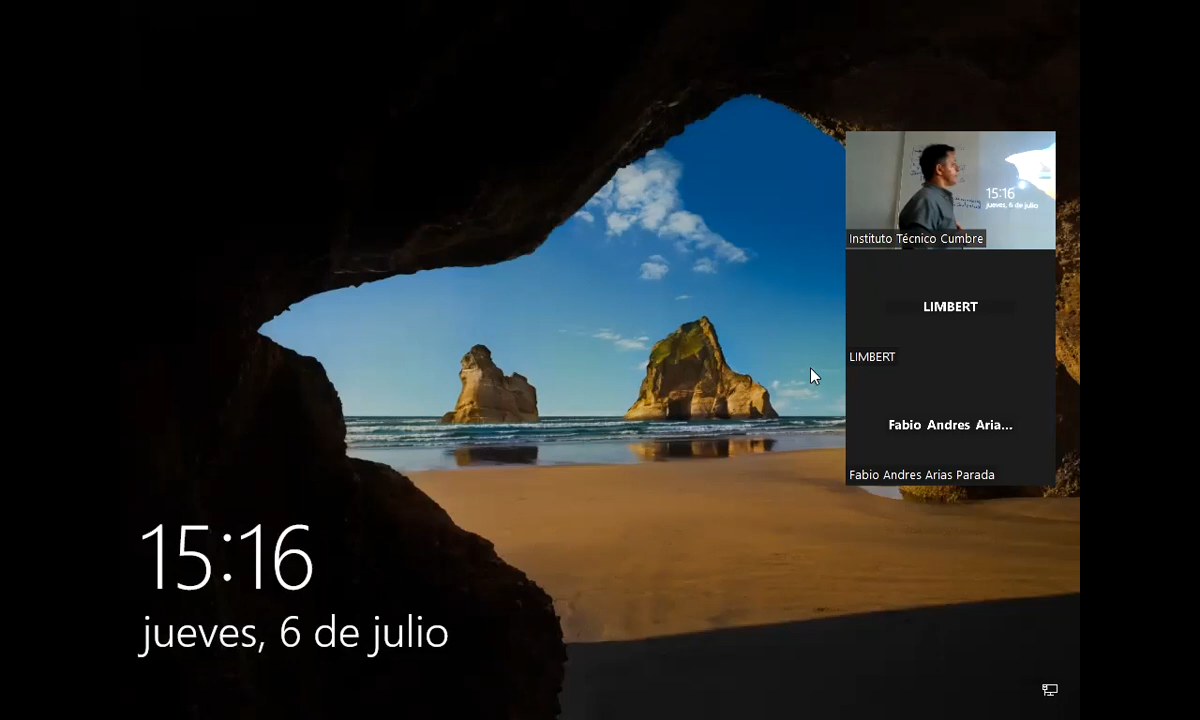 15:16
jueves, 6 de julio
15:16
jueves, 6 de julio
Instituto Técnico Cumbre
LIMBERT
LIMBERT
Fabio Andres Aria...
Fabio Andres Arias Parada